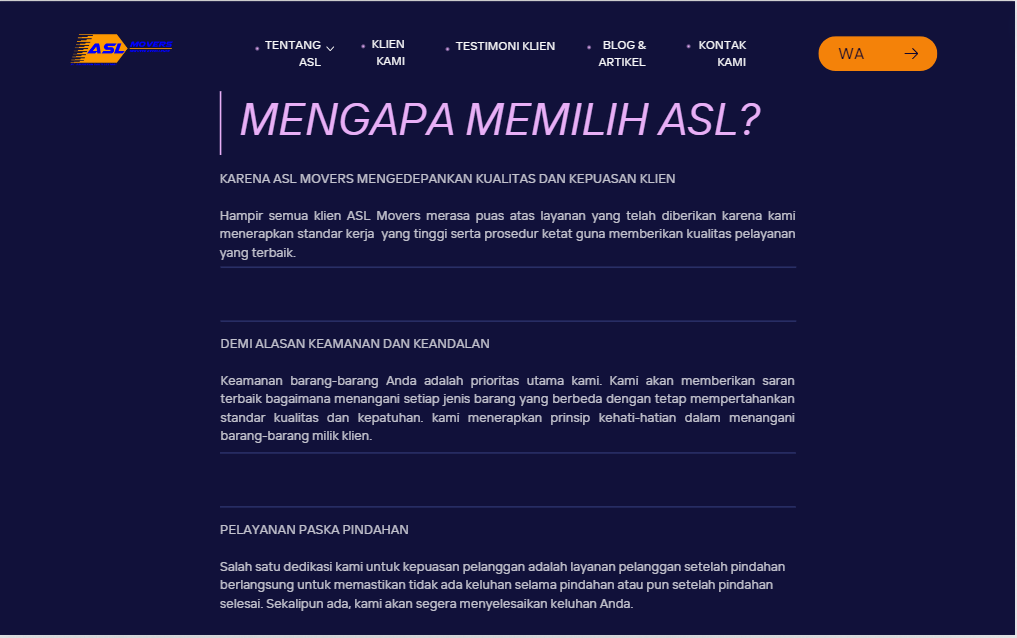 ASL MOVERS
TENTANG ASL
KLIEN KAMI
TESTIMONI KLIEN
BLOG & ARTIKEL
KONTAK KAMI
WA
MENGAPA MEMILIH ASL?
KARENA ASL MOVERS MENGEDEPANKAN KUALITAS DAN KEPUASAN KLIEN
Hampir semua klien ASL Movers merasa puas atas layanan yang telah diberikan karena kami
menerapkan standar kerja  yang tinggi serta prosedur ketat guna memberikan kualitas pelayanan
yang terbaik.
DEMI ALASAN KEAMANAN DAN KEANDALAN
Keamanan barang-barang Anda adalah prioritas utama kami. Kami akan memberikan saran
terbaik bagaimana menangani setiap jenis barang yang berbeda dengan tetap mempertahankan
standar kualitas dan kepatuhan. kami menerapkan prinsip kehati-hatian dalam menangani
barang-barang milik klien.
PELAYANAN PASKA PINDAHAN
Salah satu dedikasi kami untuk kepuasan pelanggan adalah layanan pelanggan setelah pindahan
berlangsung untuk memastikan tidak ada keluhan selama pindahan atau pun setelah pindahan
selesai. Sekalipun ada, kami akan segera menyelesaikan keluhan Anda.